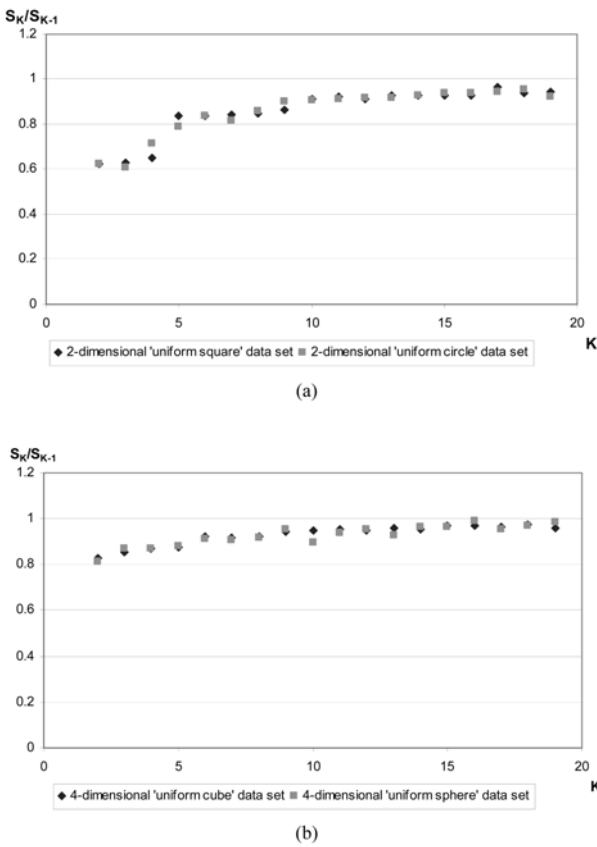 S_K/S_K-1
1.2
1
0.8
0.6
0.4
0.2
0
0 5 10 15 20
K
◆ 2-dimensional 'uniform square' data set ■ 2-dimensional 'uniform circle' data set
(a)
S_K/S_K-1
1.2
1
0.8
0.6
0.4
0.2
0
0 5 10 15 20
K
◆ 4-dimensional 'uniform cube' data set ■ 4-dimensional 'uniform sphere' data set
(b)